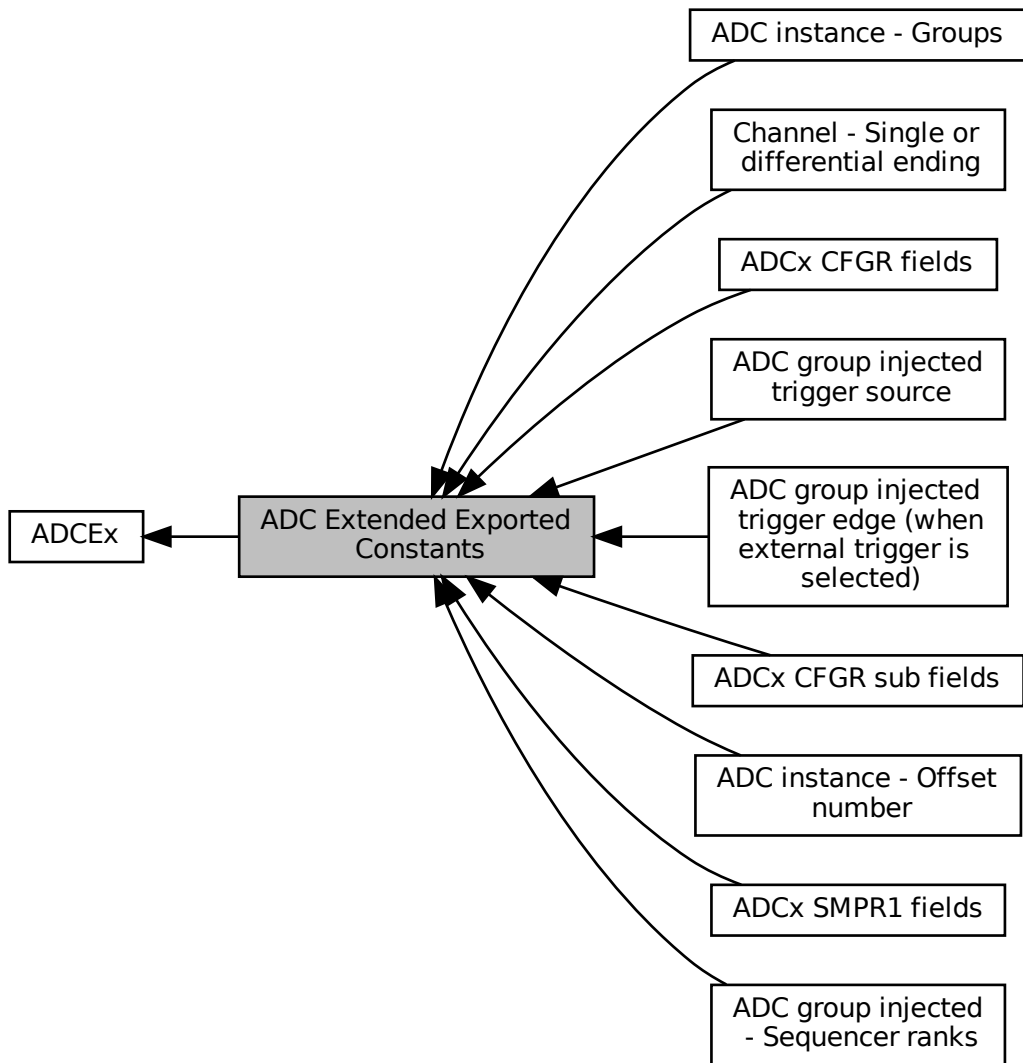 ADC instance - Groups
Channel - Single or
differential ending
ADCx CFGR fields
ADC group injected
trigger source
ADC group injected
trigger edge (when
external trigger is
selected)
ADCEx
ADC Extended Exported
Constants
ADCx CFGR sub fields
ADC instance - Offset
number
ADCx SMPR1 fields
ADC group injected
- Sequencer ranks